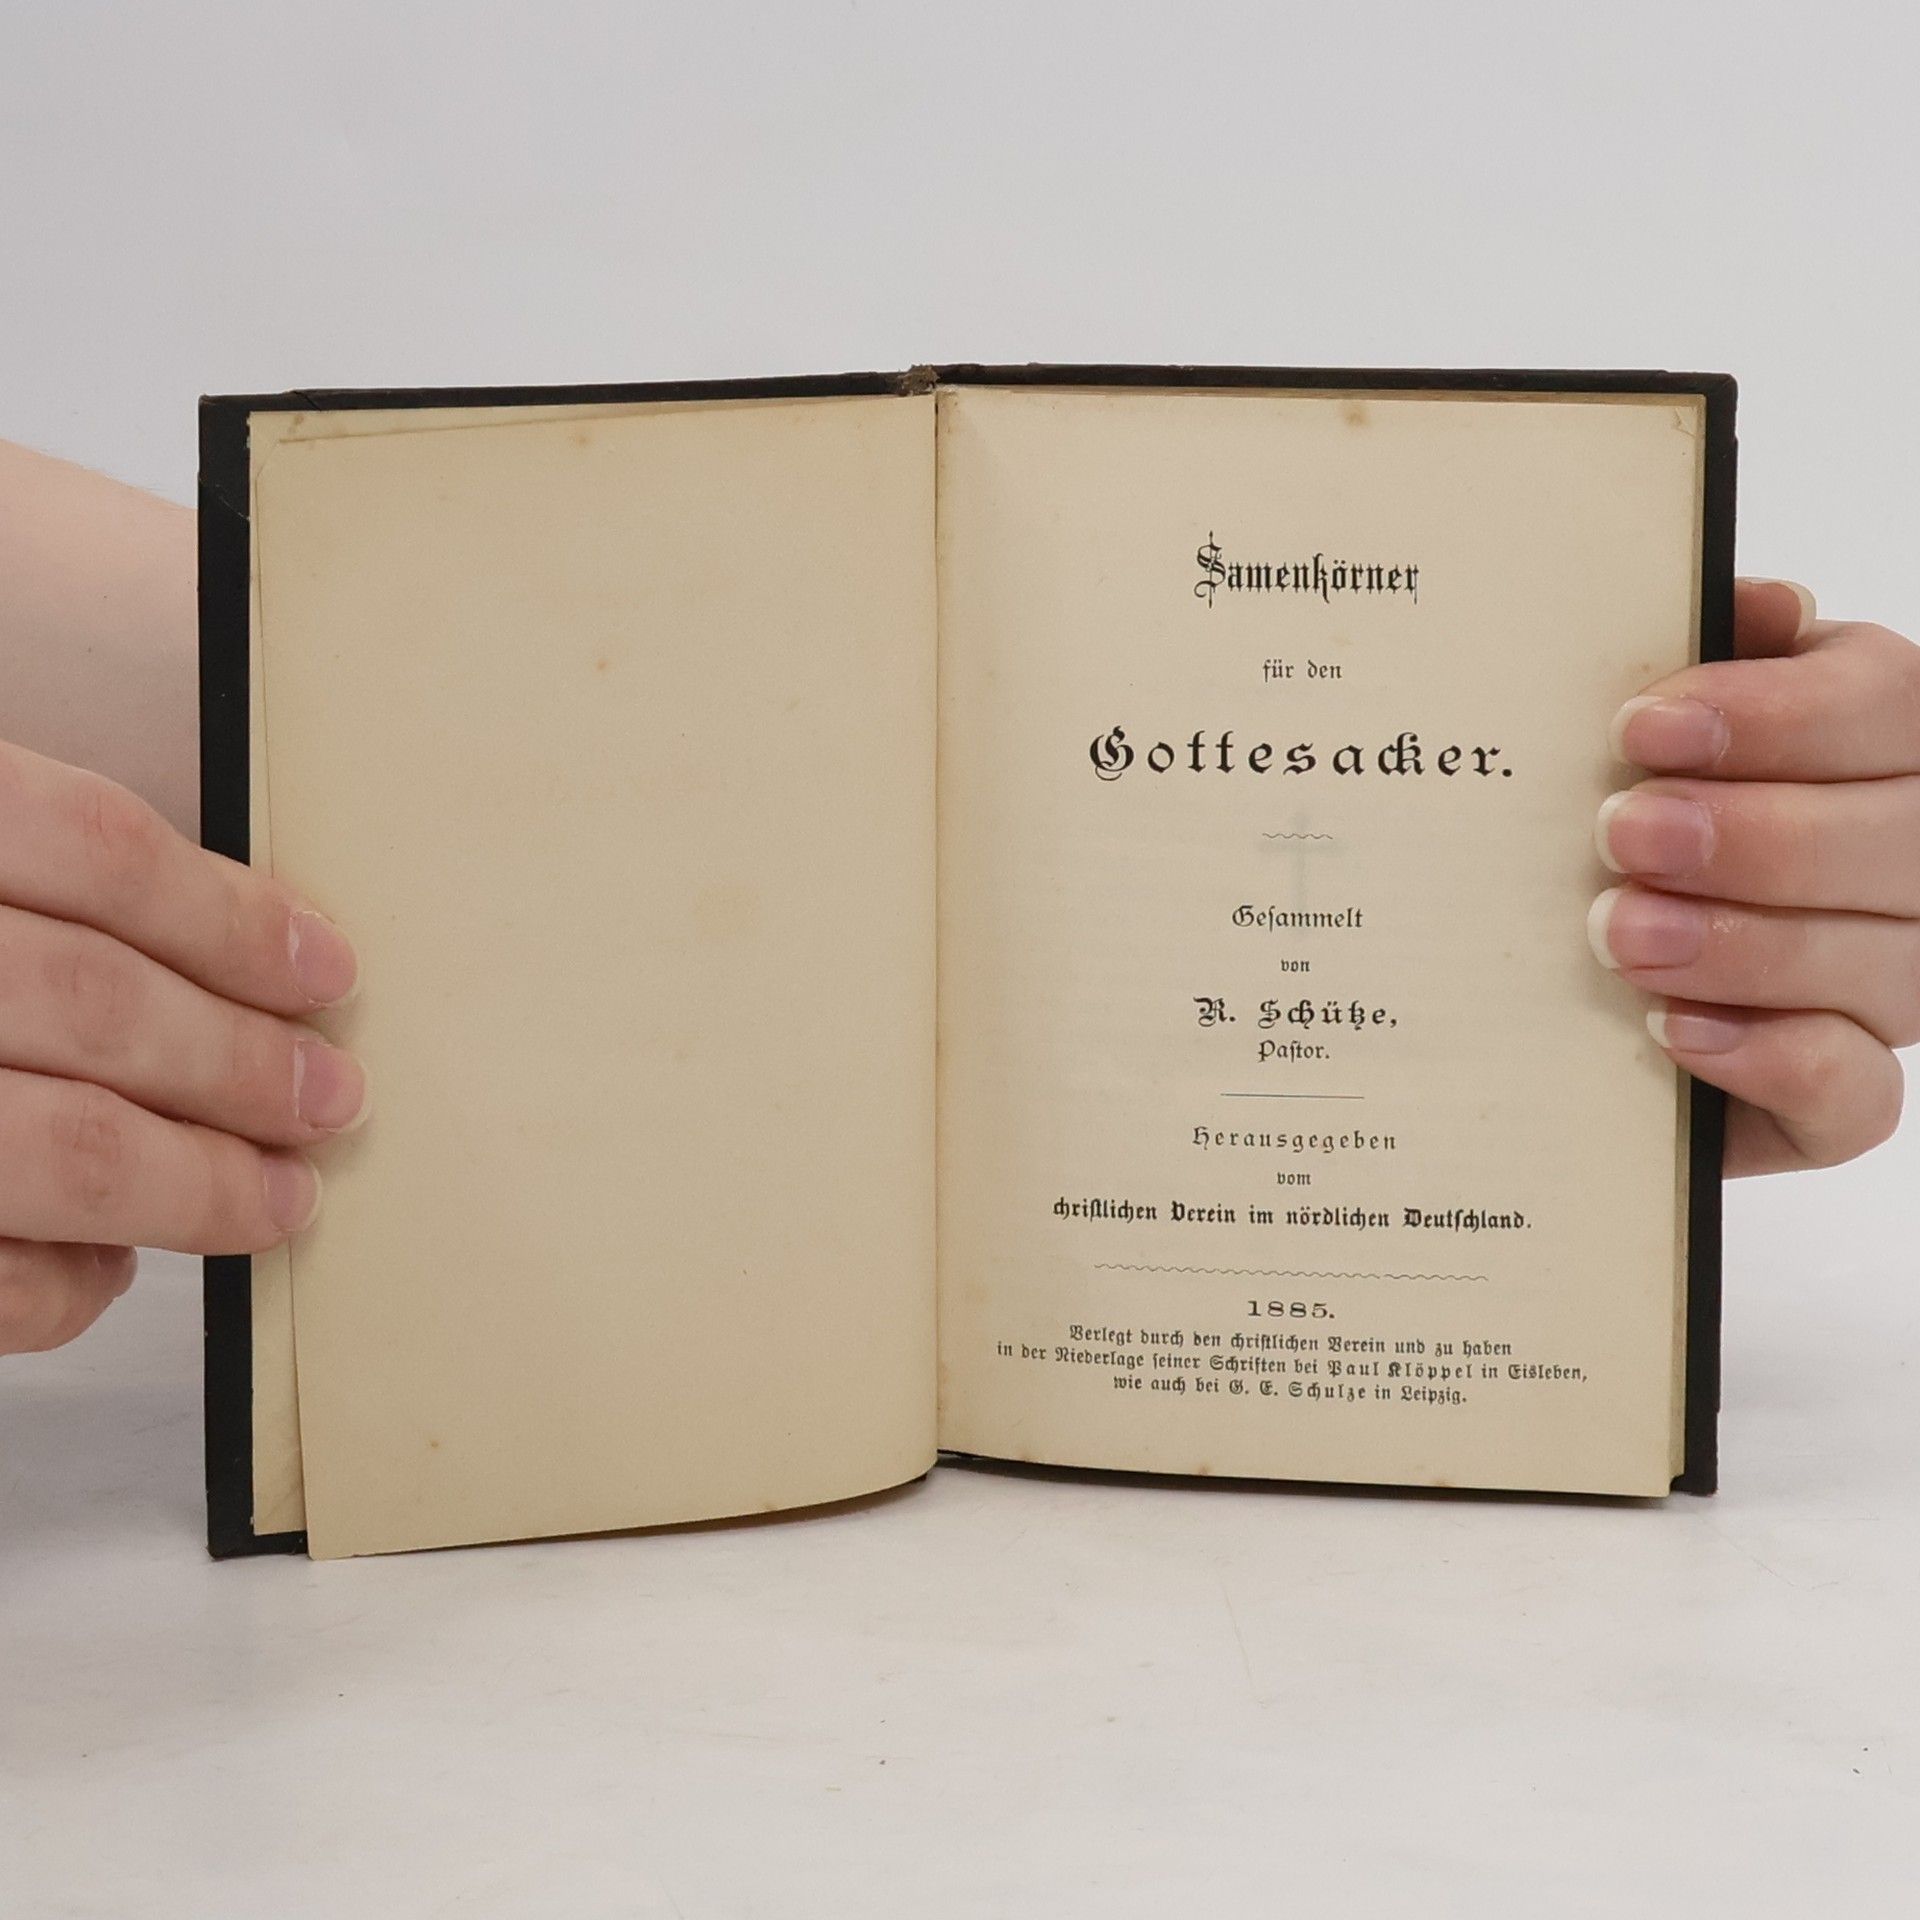 Samenkörner
für den
Gottesacker.
Geſammelt
von
R. Schütze,
Paſtor.
Herausgegeben
vom
chriſtlichen Verein im nördlichen Deutſchland.
1885.
Verlegt durch den chriſtlichen Verein und zu haben
in der Niederlage ſeiner Schriften bei Paul Klöppel in Eisleben,
wie auch bei G. E. Schulze in Leipzig.